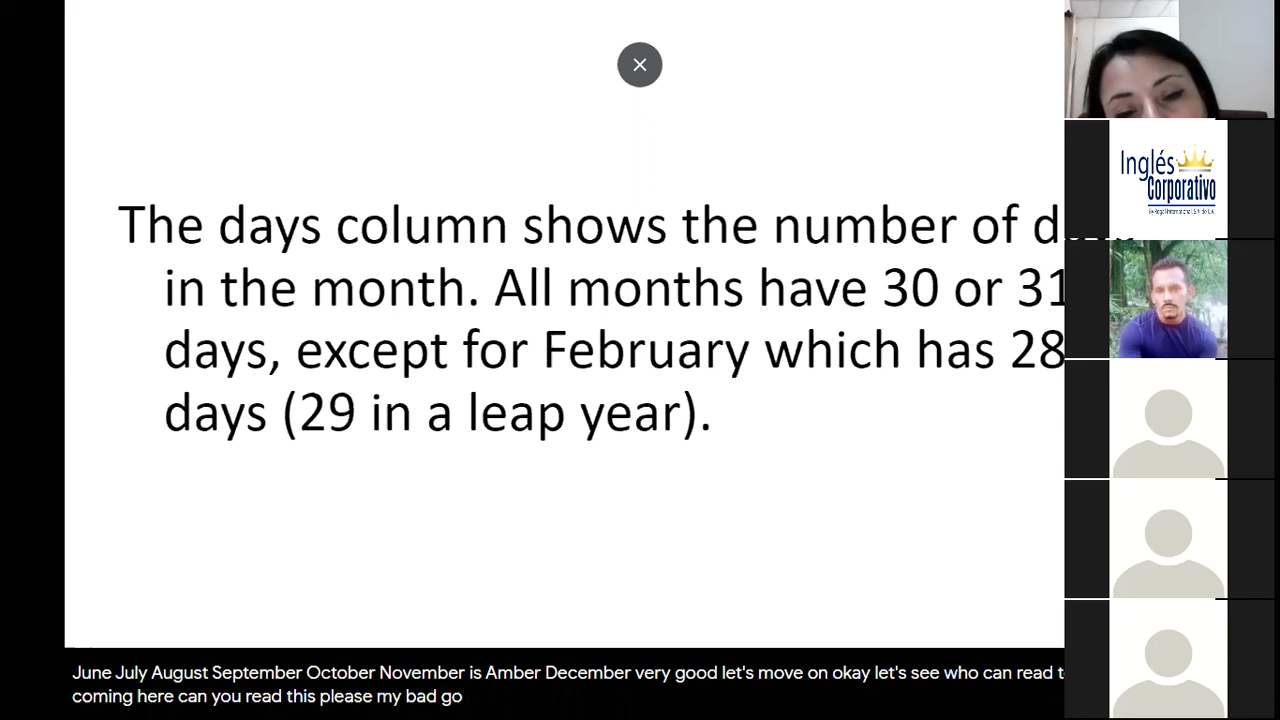 The days column shows the number of
in the month. All months have 30 or 31
days, except for February which has 28
days (29 in a leap year).
Inglés
Corporativo
June July August September October November is Amber December very good let's move on okay let's see who can read
coming here can you read this please my bad go